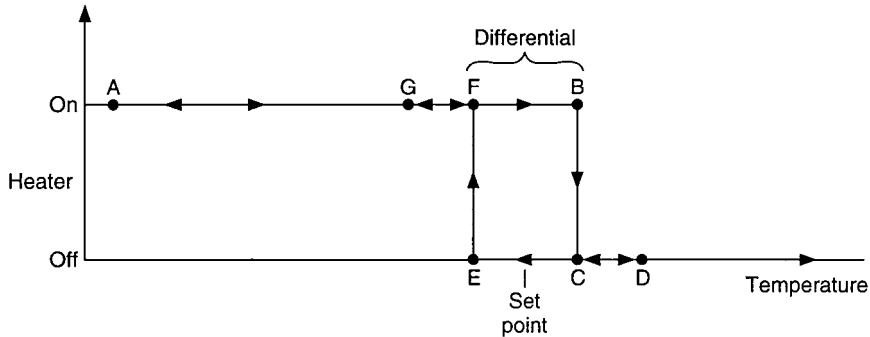 Differential
A
G
F
B
On
Heater
Off
E
C
D
Set
point
Temperature